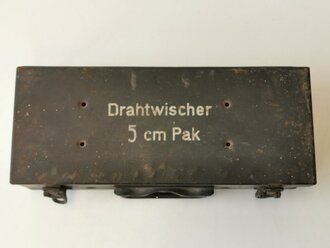 Drahtwischer
5 cm Pak